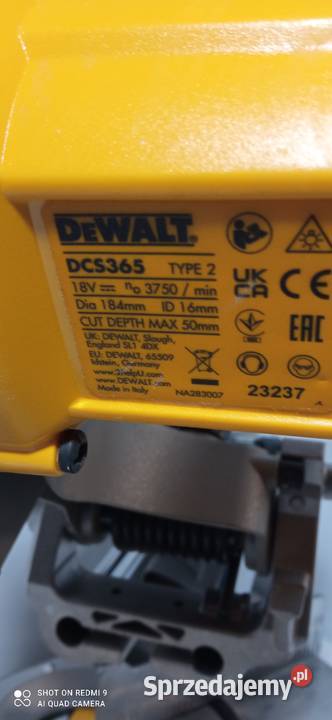 DEWALT
DCS365 TYPE 2
18V n₀ 3750 / min
Dia 184mm ID 16mm
CUT DEPTH MAX 50mm
UK: DEWALT, Slough,
England SL1 4DX
EU: DEWALT, 65509
Idstein, Germany
www.2helpU.com
www.DEWALT.com
Made in Italy
NA283007
UK
CA
CE
EAC
23237
SHOT ON REDMI 9
AI QUAD CAMERA
Sprzedajemy.pl